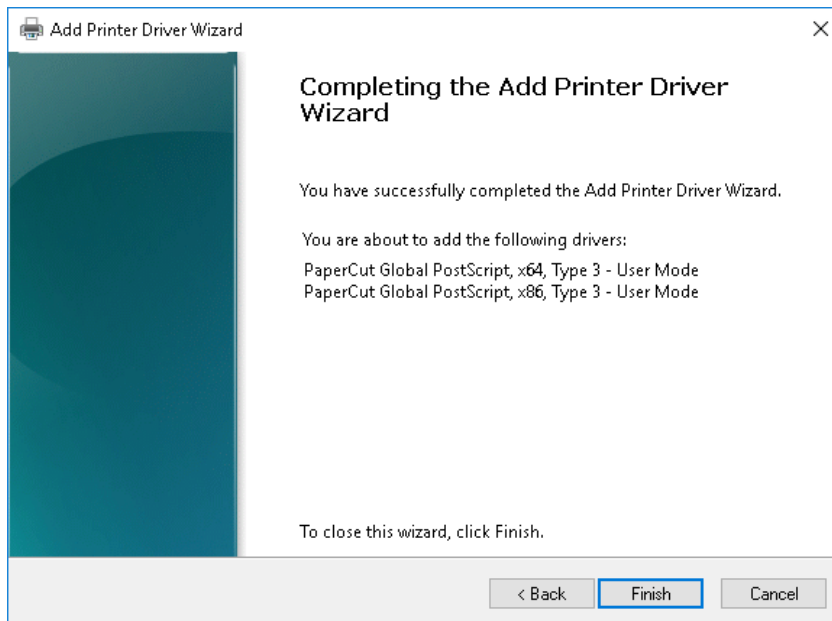 Add Printer Driver Wizard
Completing the Add Printer Driver
Wizard
You have successfully completed the Add Printer Driver Wizard.
You are about to add the following drivers:
PaperCut Global PostScript, x64, Type 3 - User Mode
PaperCut Global PostScript, x86, Type 3 - User Mode
To close this wizard, click Finish.
< Back Finish Cancel